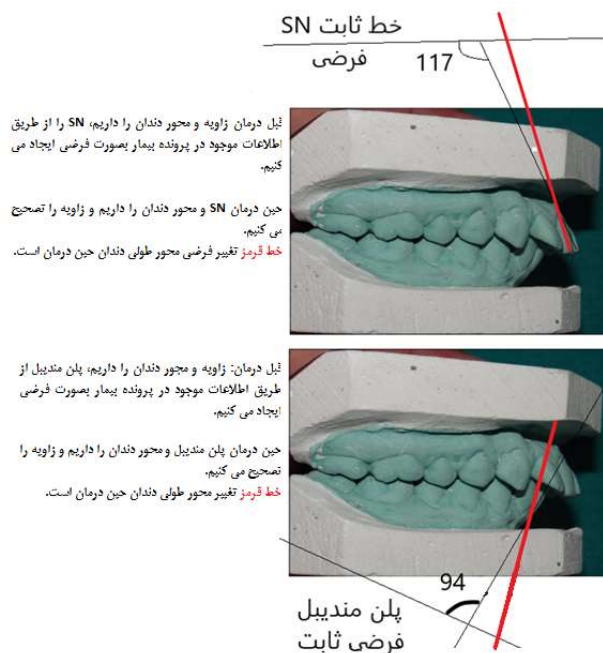 خط ثابت SN
فرضی
117
قبل درمان زاویه و محور دندان را داریم، SN را از طریق
اطلاعات موجود در پرونده بیمار بصورت فرضی ایجاد می
کنیم.
حین درمان SN و محور دندان را داریم و زاویه را تصحیح
می کنیم.
خط قرمز تغییر فرضی محور طولی دندان حین درمان است.
قبل درمان: زاویه و محور دندان را داریم، پلن مندیبل از
طریق اطلاعات موجود در پرونده بیمار بصورت فرضی
ایجاد می کنیم.
حین درمان پلن مندیبل و محور دندان را داریم و زاویه را
تصحیح می کنیم.
خط قرمز تغییر محور طولی دندان حین درمان است.
94
پلن مندیبل
فرضی ثابت